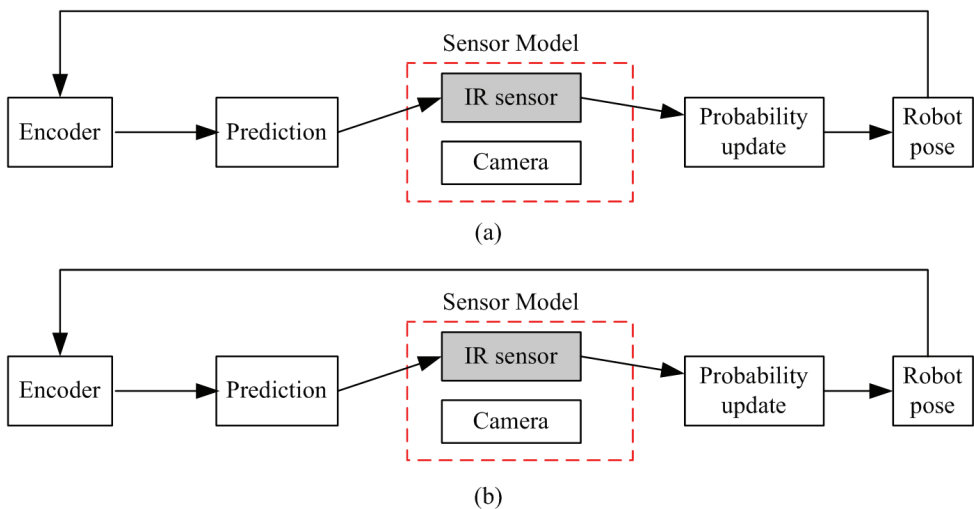 Sensor Model
Encoder
Prediction
IR sensor
Camera
Probability
update
Robot
pose
(a)
Sensor Model
Encoder
Prediction
IR sensor
Camera
Probability
update
Robot
pose
(b)